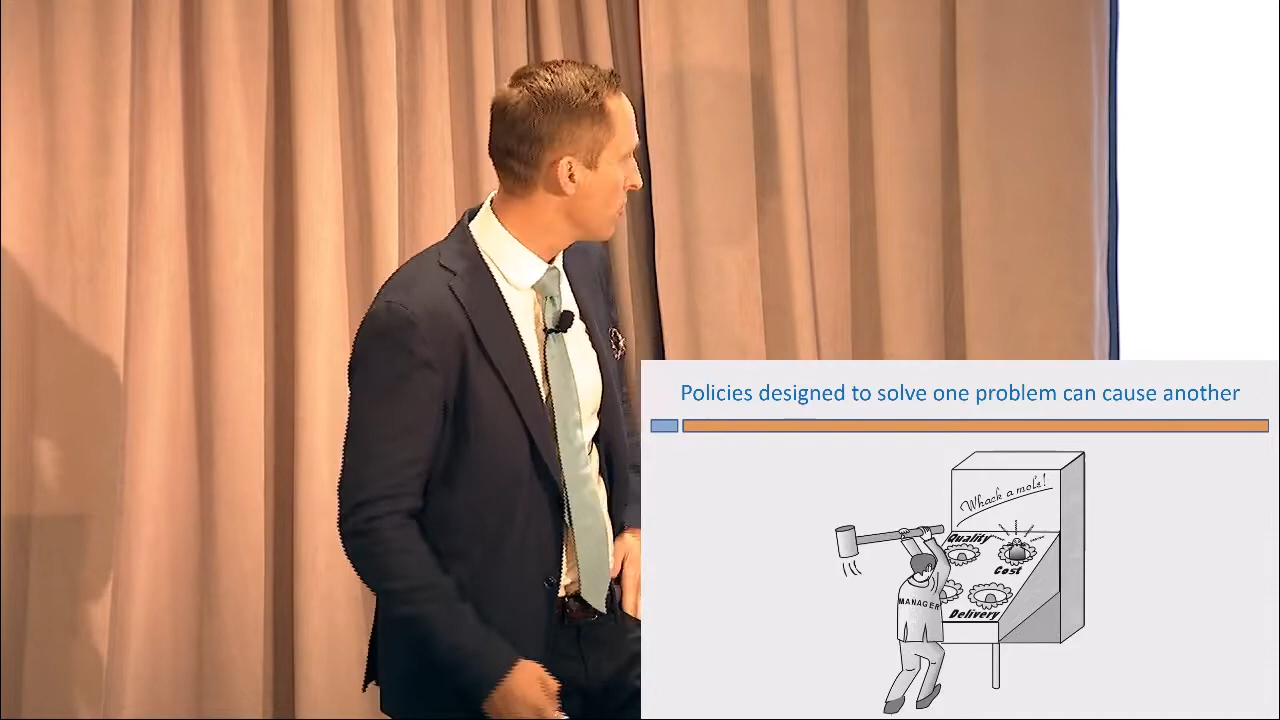 Policies designed to solve one problem can cause another
Whack a mole!
Quality
Cost
MANAGER
Delivery